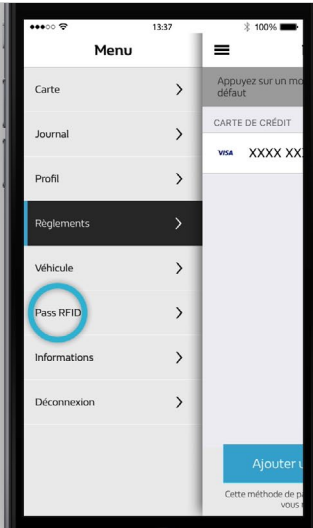 13:37
100%
Menu
Carte
Journal
Profil
Règlements
Véhicule
Pass RFID
Informations
Déconnexion
Appuyez sur un mo
défaut
CARTE DE CRÉDIT
VISA XXXX XX
Ajouter u
Cette méthode de pa
vous